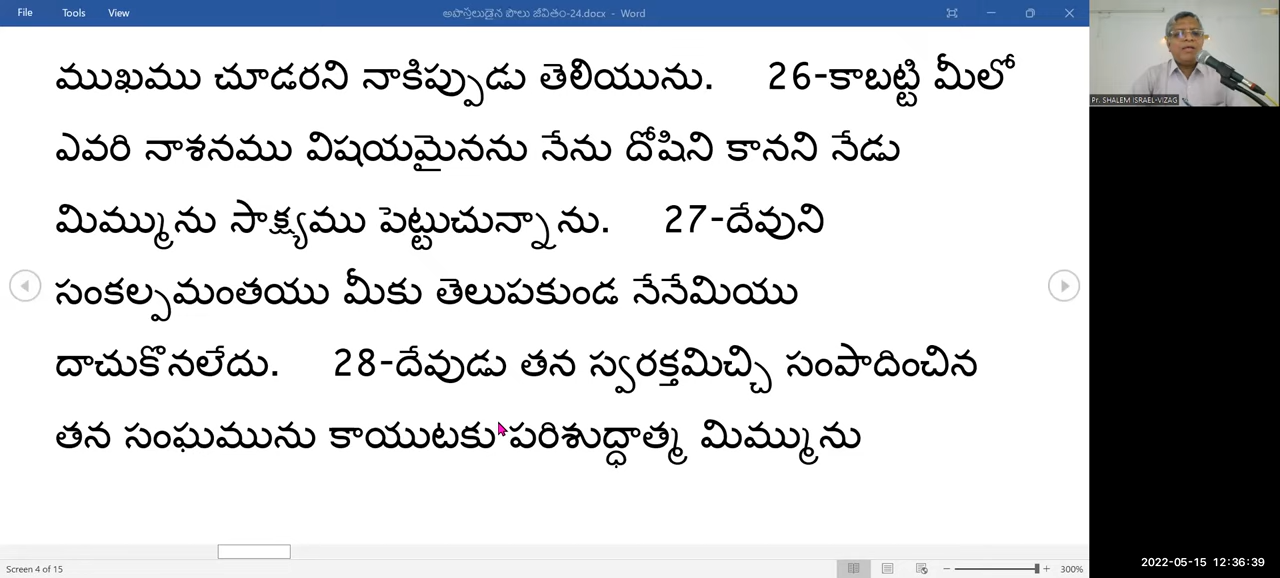 File Tools View
అపొస్తలుడైన పౌలు జీవితం-24.docx - Word
ముఖము చూడరని నాకిప్పుడు తెలియును. 26-కాబట్టి మీలో
ఎవరి నాశనము విషయమైనను నేను దోషిని కానని నేడు
మిమ్మును సాక్ష్యము పెట్టుచున్నాను. 27-దేవుని
సంకల్పమంతయు మీకు తెలుపకుండ నేనేమియు
దాచుకొనలేదు. 28-దేవుడు తన స్వరక్తమిచ్చి సంపాదించిన
తన సంఘమును కాయుటకు పరిశుద్ధాత్మ మిమ్మును
Pr. SHALEM ISRAEL-VIZAG
2022-05-15 12:36:39
Screen 4 of 15
300%